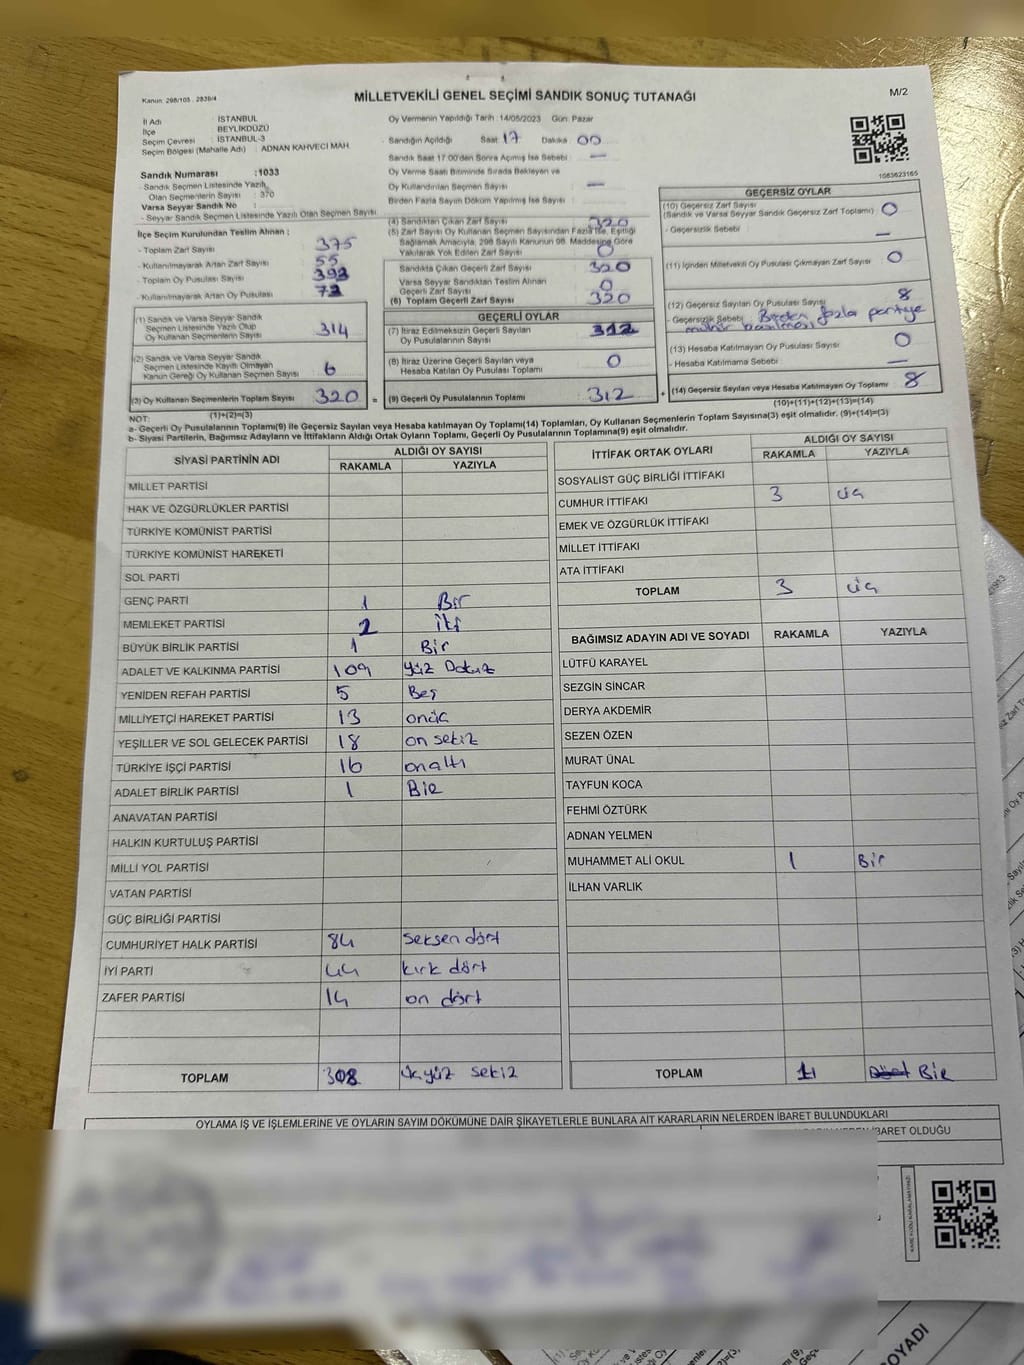 Kanun: 298/105 , 2839/4
MİLLETVEKİLİ GENEL SEÇİMİ SANDIK SONUÇ TUTANAĞI
M/2
İl Adı : İSTANBUL
İlçe : BEYLİKDÜZÜ
Seçim Çevresi : İSTANBUL-3
Seçim Bölgesi (Mahalle Adı) : ADNAN KAHVECİ MAH.
Sandık Numarası : 1033
- Sandık Seçmen Listesinde Yazılı
Olan Seçmenlerin Sayısı : 370
Varsa Seyyar Sandık No :
- Seyyar Sandık Seçmen Listesinde Yazılı Olan Seçmen Sayısı
Oy Vermenin Yapıldığı Tarih : 14/05/2023 Gün: Pazar
Sandığın Açıldığı Saat 17 Dakika 00
Sandık Saat 17:00'den Sonra Açılmış İse Sebebi : —
Oy Verme Saati Bitiminde Sırada Bekleyen ve
Oy Kullandırılan Seçmen Sayısı : —
Birden Fazla Sayım Döküm Yapılmış İse Sayısı :
1083623165
İlçe Seçim Kurulundan Teslim Alınan :
- Toplam Zarf Sayısı : 375
- Kullanılmayarak Artan Zarf Sayısı : 55
- Toplam Oy Pusulası Sayısı : 392
- Kullanılmayarak Artan Oy Pusulası : 72
(1) Sandık ve Varsa Seyyar Sandık
Seçmen Listesinde Yazılı Olup
Oy Kullanan Seçmenlerin Sayısı : 314
(2) Sandık ve Varsa Seyyar Sandık
Seçmen Listesinde Kayıtlı Olmayan
Kanun Gereği Oy Kullanan Seçmen Sayısı : 6
(3) Oy Kullanan Seçmenlerin Toplam Sayısı : 320 =
(1)+(2)=(3)
(4) Sandıktan Çıkan Zarf Sayısı 320
(5) Zarf Sayısı Oy Kullanan Seçmen Sayısından Fazla İse, Eşitliği
Sağlamak Amacıyla, 298 Sayılı Kanunun 98. Maddesine Göre
Yakılarak Yok Edilen Zarf Sayısı : 0
Sandıkta Çıkan Geçerli Zarf Sayısı : 320
Varsa Seyyar Sandıktan Teslim Alınan
Geçerli Zarf Sayısı : 0
(6) Toplam Geçerli Zarf Sayısı : 320
GEÇERLİ OYLAR
(7) İtiraz Edilmeksizin Geçerli Sayılan
Oy Pusulalarının Sayısı : 312
(8) İtiraz Üzerine Geçerli Sayılan veya
Hesaba Katılan Oy Pusulası Toplamı : 0
(9) Geçerli Oy Pusulalarının Toplamı : 312 +
GEÇERSİZ OYLAR
(10) Geçersiz Zarf Sayısı
(Sandık ve Varsa Seyyar Sandık Geçersiz Zarf Toplamı) : 0
- Geçersizlik Sebebi : —
(11) İçinden Milletvekili Oy Pusulası Çıkmayan Zarf Sayısı : 0
(12) Geçersiz Sayılan Oy Pusulası Sayısı : 8
- Geçersizlik Sebebi : Birden fazla partiye
mühür basılması
(13) Hesaba Katılmayan Oy Pusulası Sayısı : 0
- Hesaba Katılmama Sebebi : —
(14) Geçersiz Sayılan veya Hesaba Katılmayan Oy Toplamı : 8
(10)+(11)+(12)+(13)=(14)
NOT:
a- Geçerli Oy Pusulalarının Toplamı(9) ile Geçersiz Sayılan veya Hesaba katılmayan Oy Toplamı(14) Toplamları, Oy Kullanan Seçmenlerin Toplam Sayısına(3) eşit olmalıdır. (9)+(14)=(3)
b- Siyasi Partilerin, Bağımsız Adayların ve İttifakların Aldığı Ortak Oyların Toplamı, Geçerli Oy Pusulalarının Toplamına(9) eşit olmalıdır.
SİYASİ PARTİNİN ADI ALDIĞI OY SAYISI
RAKAMLA YAZIYLA
MİLLET PARTİSİ
HAK VE ÖZGÜRLÜKLER PARTİSİ
TÜRKİYE KOMÜNİST PARTİSİ
TÜRKİYE KOMÜNİST HAREKETİ
SOL PARTİ
GENÇ PARTİ 1 Bir
MEMLEKET PARTİSİ 2 İki
BÜYÜK BİRLİK PARTİSİ 1 Bir
ADALET VE KALKINMA PARTİSİ 109 Yüz Dokuz
YENİDEN REFAH PARTİSİ 5 Beş
MİLLİYETÇİ HAREKET PARTİSİ 13 onüç
YEŞİLLER VE SOL GELECEK PARTİSİ 18 on sekiz
TÜRKİYE İŞÇİ PARTİSİ 16 onaltı
ADALET BİRLİK PARTİSİ 1 Bir
ANAVATAN PARTİSİ
HALKIN KURTULUŞ PARTİSİ
MİLLİ YOL PARTİSİ
VATAN PARTİSİ
GÜÇ BİRLİĞİ PARTİSİ
CUMHURİYET HALK PARTİSİ 84 seksen dört
İYİ PARTİ 44 kırk dört
ZAFER PARTİSİ 14 on dört
TOPLAM 308 üçyüz sekiz
İTTİFAK ORTAK OYLARI ALDIĞI OY SAYISI
RAKAMLA YAZIYLA
SOSYALİST GÜÇ BİRLİĞİ İTTİFAKI
CUMHUR İTTİFAKI 3 üç
EMEK VE ÖZGÜRLÜK İTTİFAKI
MİLLET İTTİFAKI
ATA İTTİFAKI
TOPLAM 3 üç
BAĞIMSIZ ADAYIN ADI VE SOYADI RAKAMLA YAZIYLA
LÜTFÜ KARAYEL
SEZGİN SİNCAR
DERYA AKDEMİR
SEZEN ÖZEN
MURAT ÜNAL
TAYFUN KOCA
FEHMİ ÖZTÜRK
ADNAN YELMEN
MUHAMMET ALİ OKUL 1 Bir
İLHAN VARLIK
TOPLAM 1 Bir
OYLAMA İŞ VE İŞLEMLERİNE VE OYLARIN SAYIM DÖKÜMÜNE DAİR ŞİKAYETLERLE BUNLARA AİT KARARLARIN NELERDEN İBARET BULUNDUKLARI
İBARET OLDUĞU
OYADI